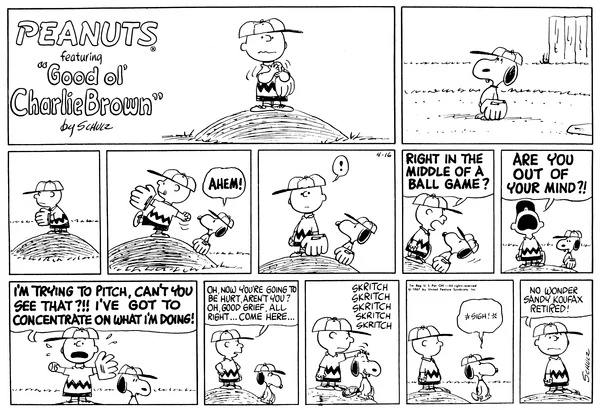 PEANUTS®
featuring
"Good ol'
Charlie Brown"
by SCHULZ
AHEM!
!
4-16
RIGHT IN THE
MIDDLE OF A
BALL GAME?
ARE YOU
OUT OF
YOUR MIND?!
I'M TRYING TO PITCH, CAN'T YOU
SEE THAT?!! I'VE GOT TO
CONCENTRATE ON WHAT I'M DOING!
OH, NOW YOU'RE GOING TO
BE HURT, AREN'T YOU?
OH, GOOD GRIEF, ALL
RIGHT... COME HERE...
SKRITCH
SKRITCH
SKRITCH
SKRITCH
SKRITCH
Tm Reg. U. S. Pat. Off.—All rights reserved
© 1967 by United Feature Syndicate, Inc.
*SIGH!*
NO WONDER
SANDY KOUFAX
RETIRED!
SCHULZ